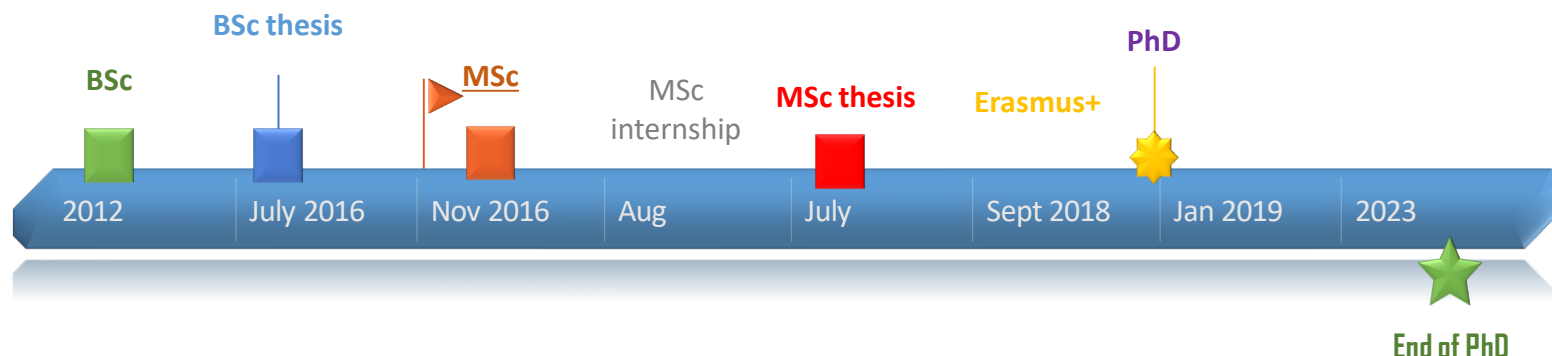 BSc thesis
BSc
MSc
MSc
internship
MSc thesis
Erasmus+
PhD
2012
July 2016
Nov 2016
Aug
July
Sept 2018
Jan 2019
2023
End of PhD